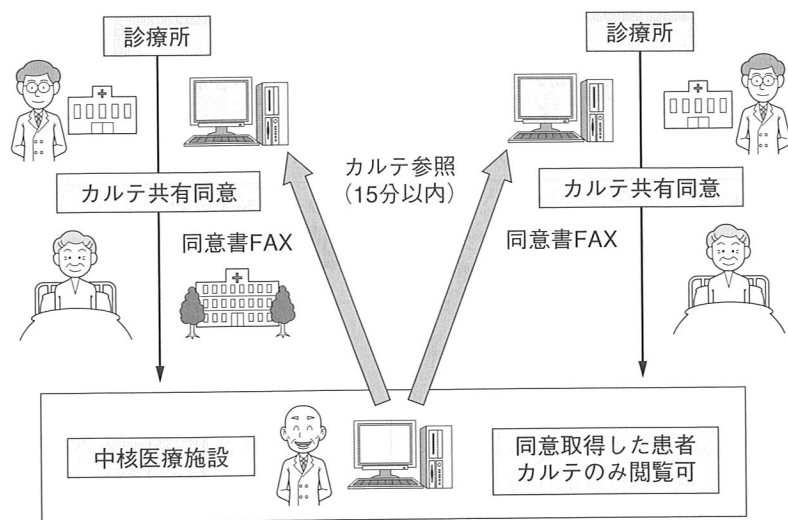 診療所
診療所
カルテ参照
(15分以内)
カルテ共有同意
カルテ共有同意
同意書FAX
同意書FAX
中核医療施設
同意取得した患者
カルテのみ閲覧可